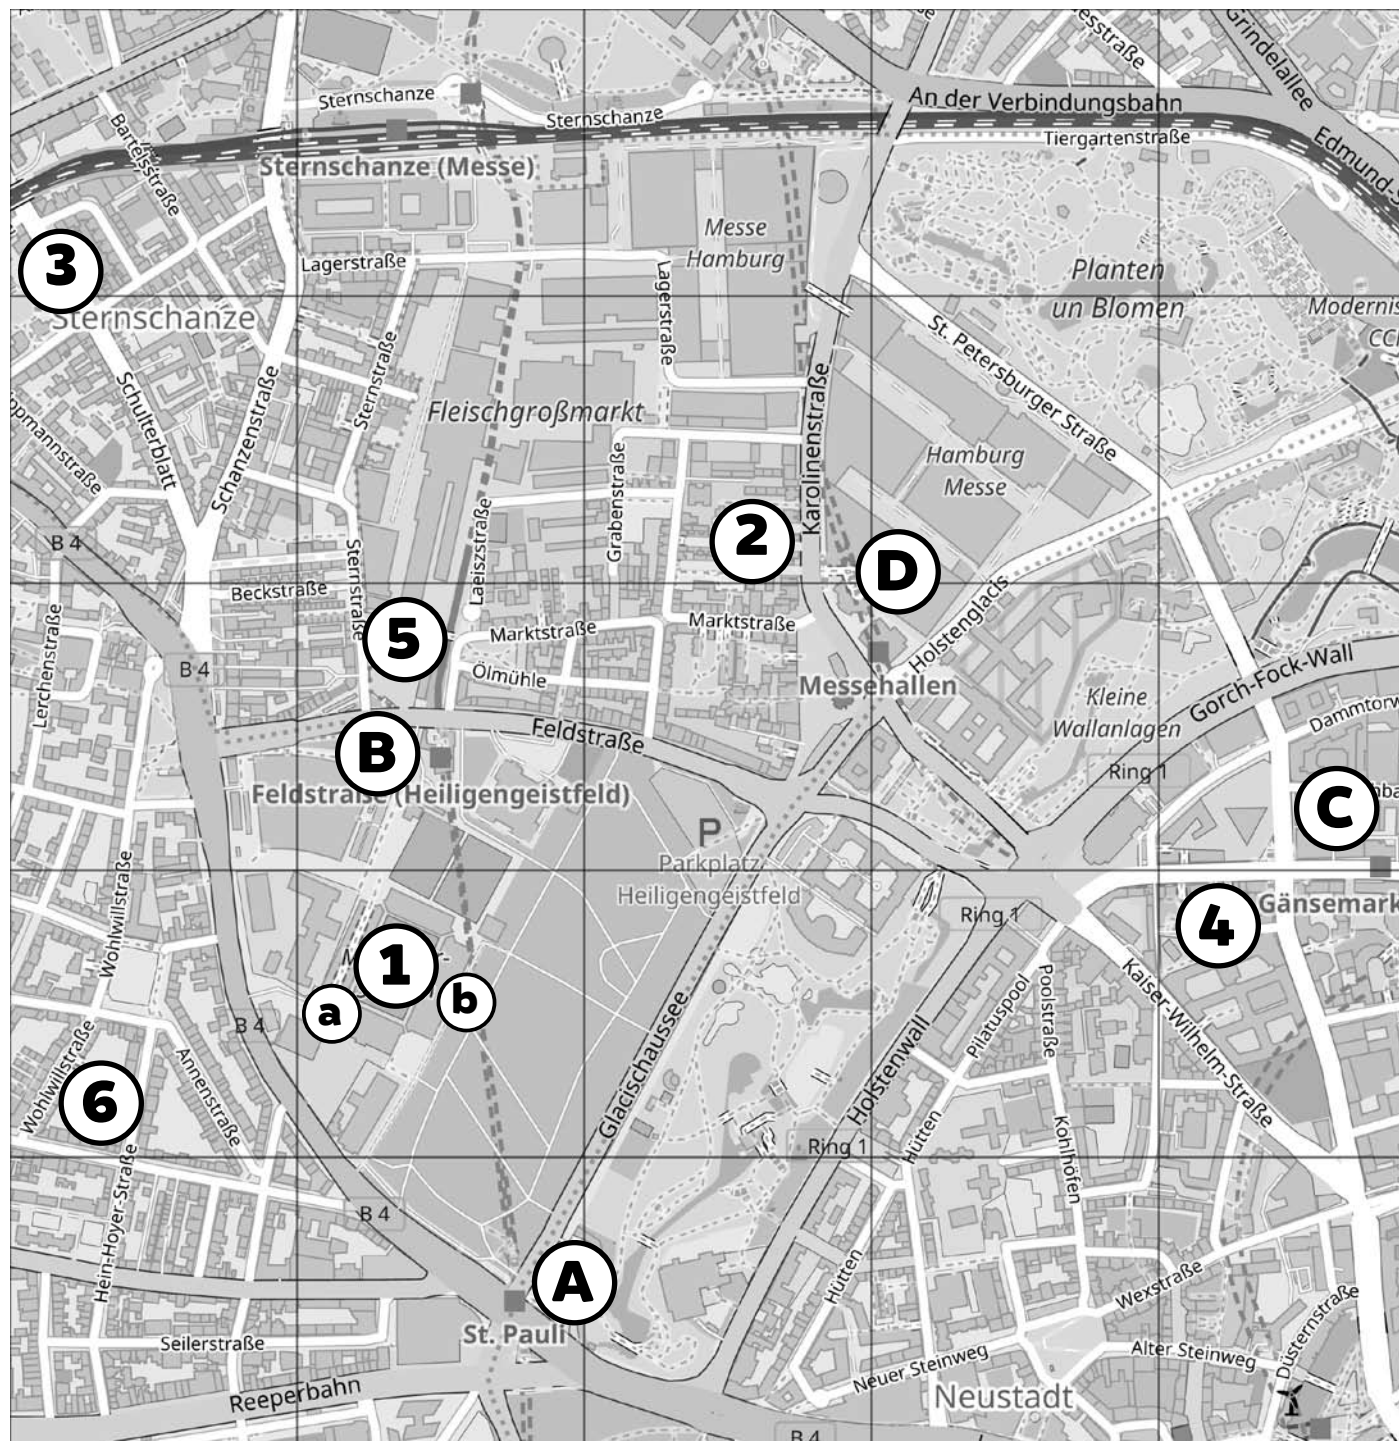 Grindelallee
Sternschanze
Sternschanze
An der Verbindungsbahn
Tiergartenstraße
Bartelsstraße
Sternschanze (Messe)
Messe
Hamburg
3
Lagerstraße
Lagerstraße
Planten
un Blomen
Sternschanze
St. Petersburger Straße
Schulterblatt
Schanzenstraße
Sternstraße
Fleischgroßmarkt
Karolinenstraße
Hamburg
Messe
Grabenstraße
Laeiszstraße
2
B 4
D
Sternstraße
Beckstraße
Holstenglacis
Lerchenstraße
5
Marktstraße
Marktstraße
B 4
Ölmühle
Messehallen
Kleine
Wallanlagen
Gorch-Fock-Wall
Feldstraße
B
Ring 1
Feldstraße (Heiligengeistfeld)
C
P
Parkplatz
Heiligengeistfeld
Wohlwillstraße
Ring 1
4
Gänsemark
1
a
b
B 4
Glacischaussee
Holstenwall
Pilatuspool
Poolstraße
Kaiser-Wilhelm-Straße
Wohlwillstraße
6
Annenstraße
Hütten
Kohlhöfen
Ring 1
Hein-Hoyer-Straße
B 4
A
Hütten
Wexstraße
Düsternstraße
St. Pauli
Seilerstraße
Neuer Steinweg
Alter Steinweg
Reeperbahn
Neustadt
B 4